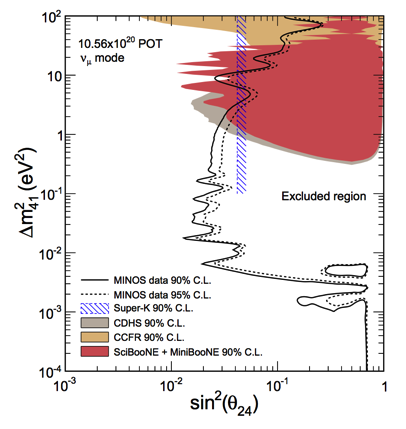 10.56x10²⁰ POT
νμ mode
10²
10
1
10⁻¹
10⁻²
10⁻³
10⁻⁴
Δm²₄₁ (eV²)
Excluded region
MINOS data 90% C.L.
MINOS data 95% C.L.
Super-K 90% C.L.
CDHS 90% C.L.
CCFR 90% C.L.
SciBooNE + MiniBooNE 90% C.L.
10⁻³ 10⁻² 10⁻¹ 1
sin²(θ₂₄)